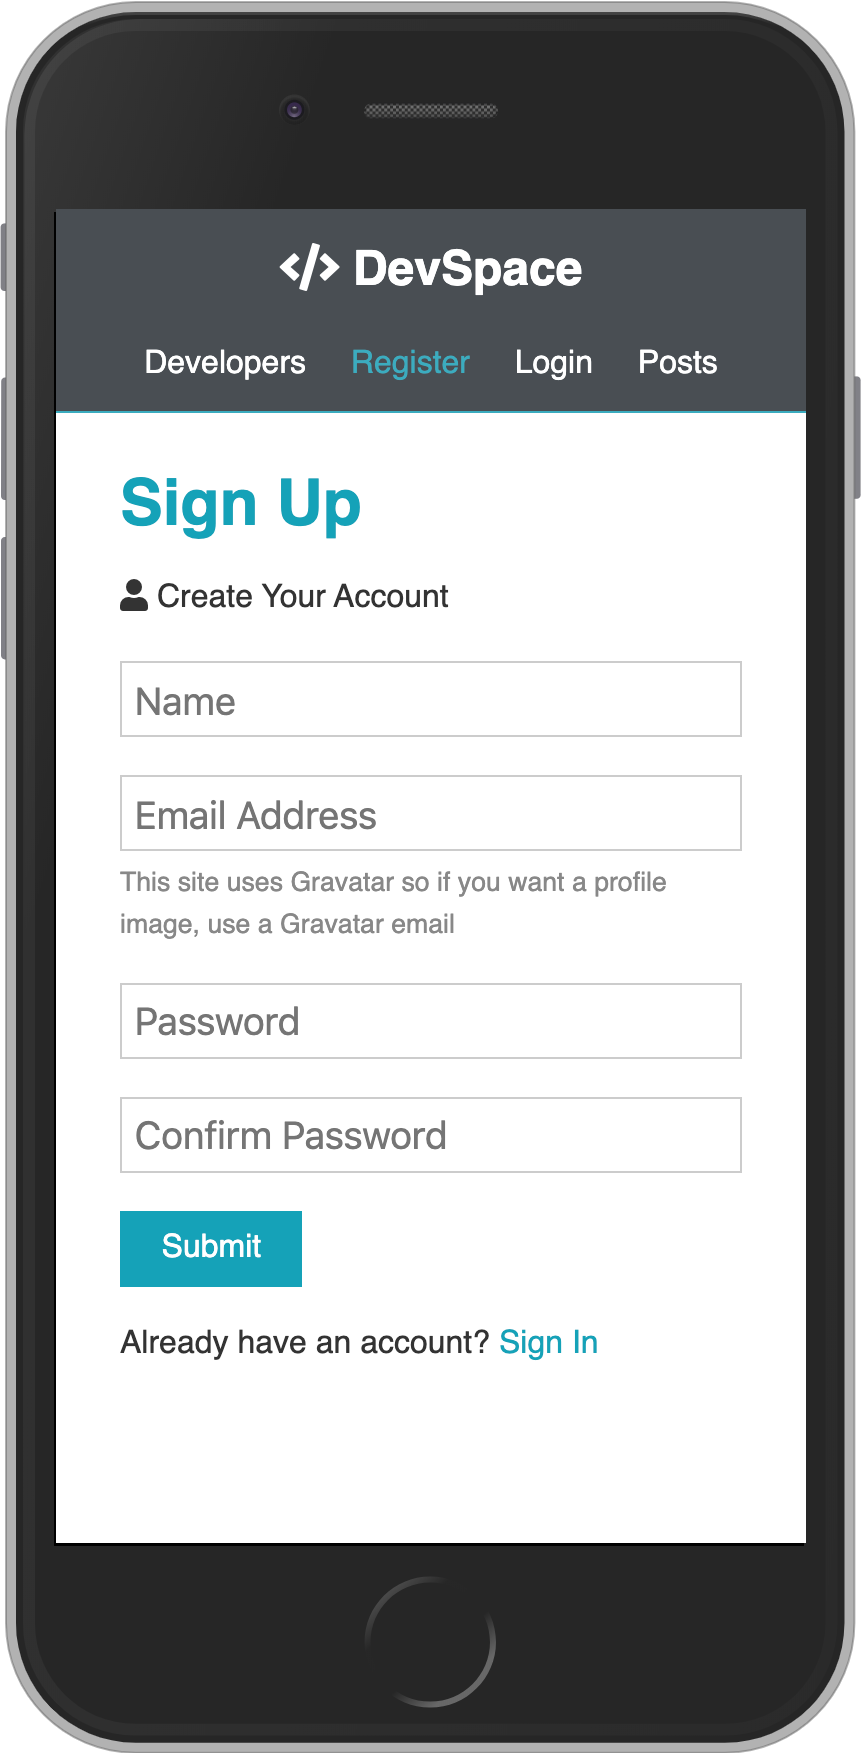 </> DevSpace
Developers Register Login Posts
Sign Up
Create Your Account
Name
Email Address
This site uses Gravatar so if you want a profile
image, use a Gravatar email
Password
Confirm Password
Submit
Already have an account? Sign In